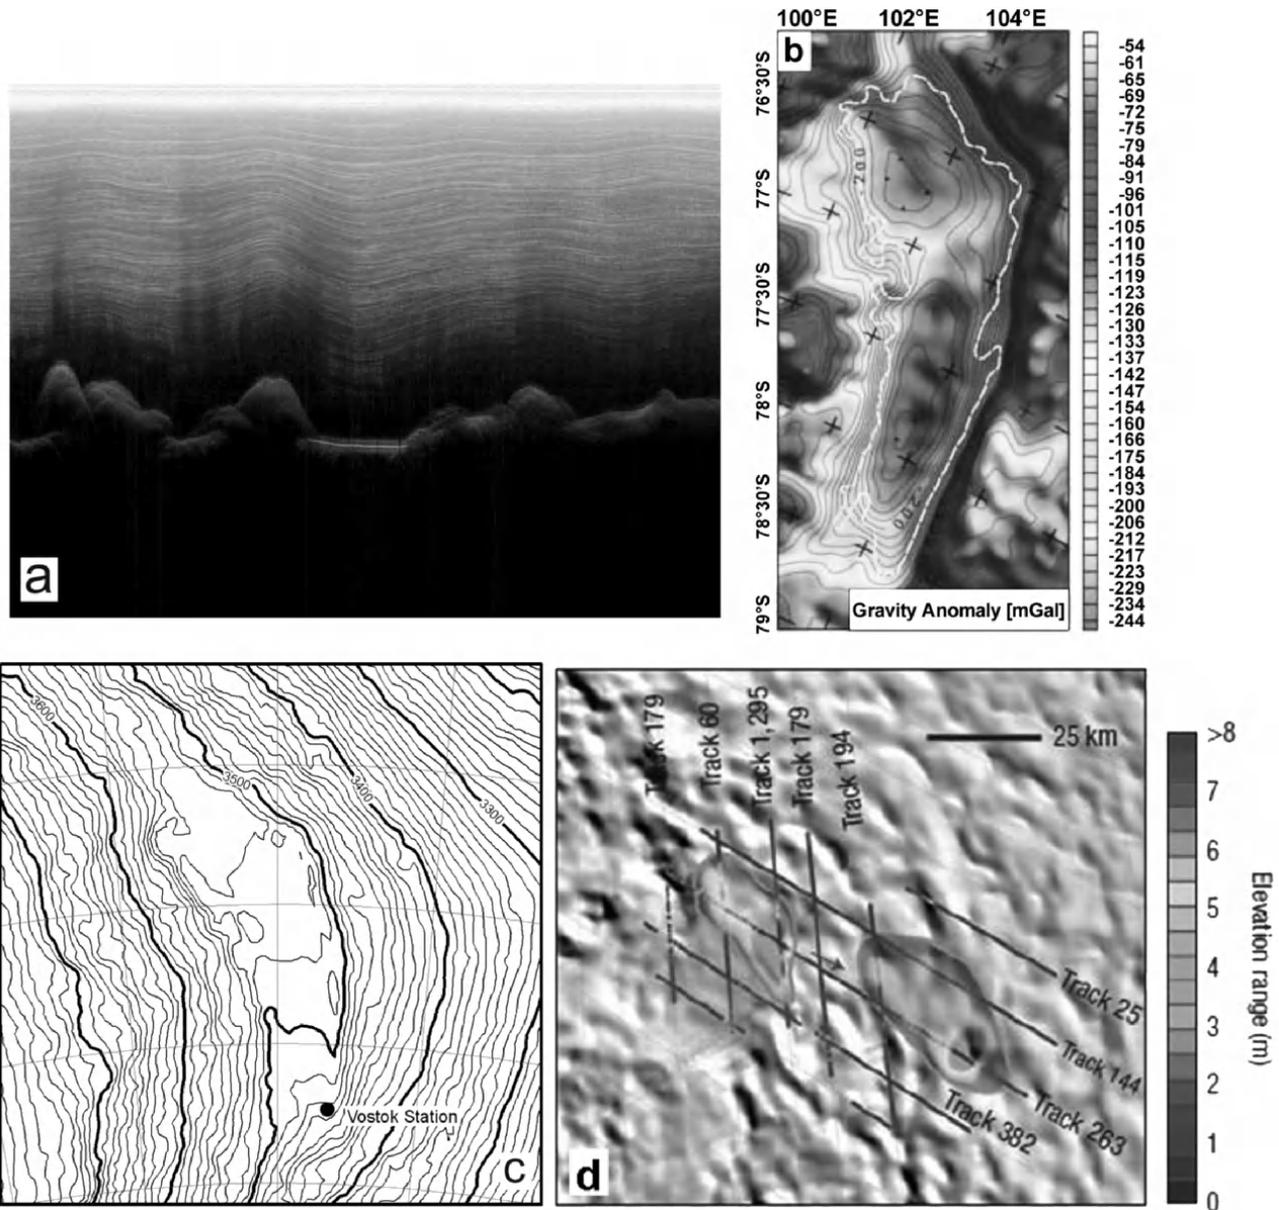 a
100°E 102°E 104°E
b
76°30'S
77°S
77°30'S
78°S
78°30'S
79°S
-200
-200
Gravity Anomaly [mGal]
-54
-61
-65
-69
-72
-75
-79
-84
-91
-96
-101
-105
-110
-115
-119
-123
-126
-130
-133
-137
-142
-147
-154
-160
-166
-175
-184
-193
-200
-206
-212
-217
-223
-229
-234
-244
3600
3500
3400
3300
Vostok Station
c
Track 179
Track 60
Track 1,295
Track 179
Track 194
25 km
Track 25
Track 144
Track 263
Track 382
d
>8
7
6
5
4
3
2
1
0
Elevation range (m)